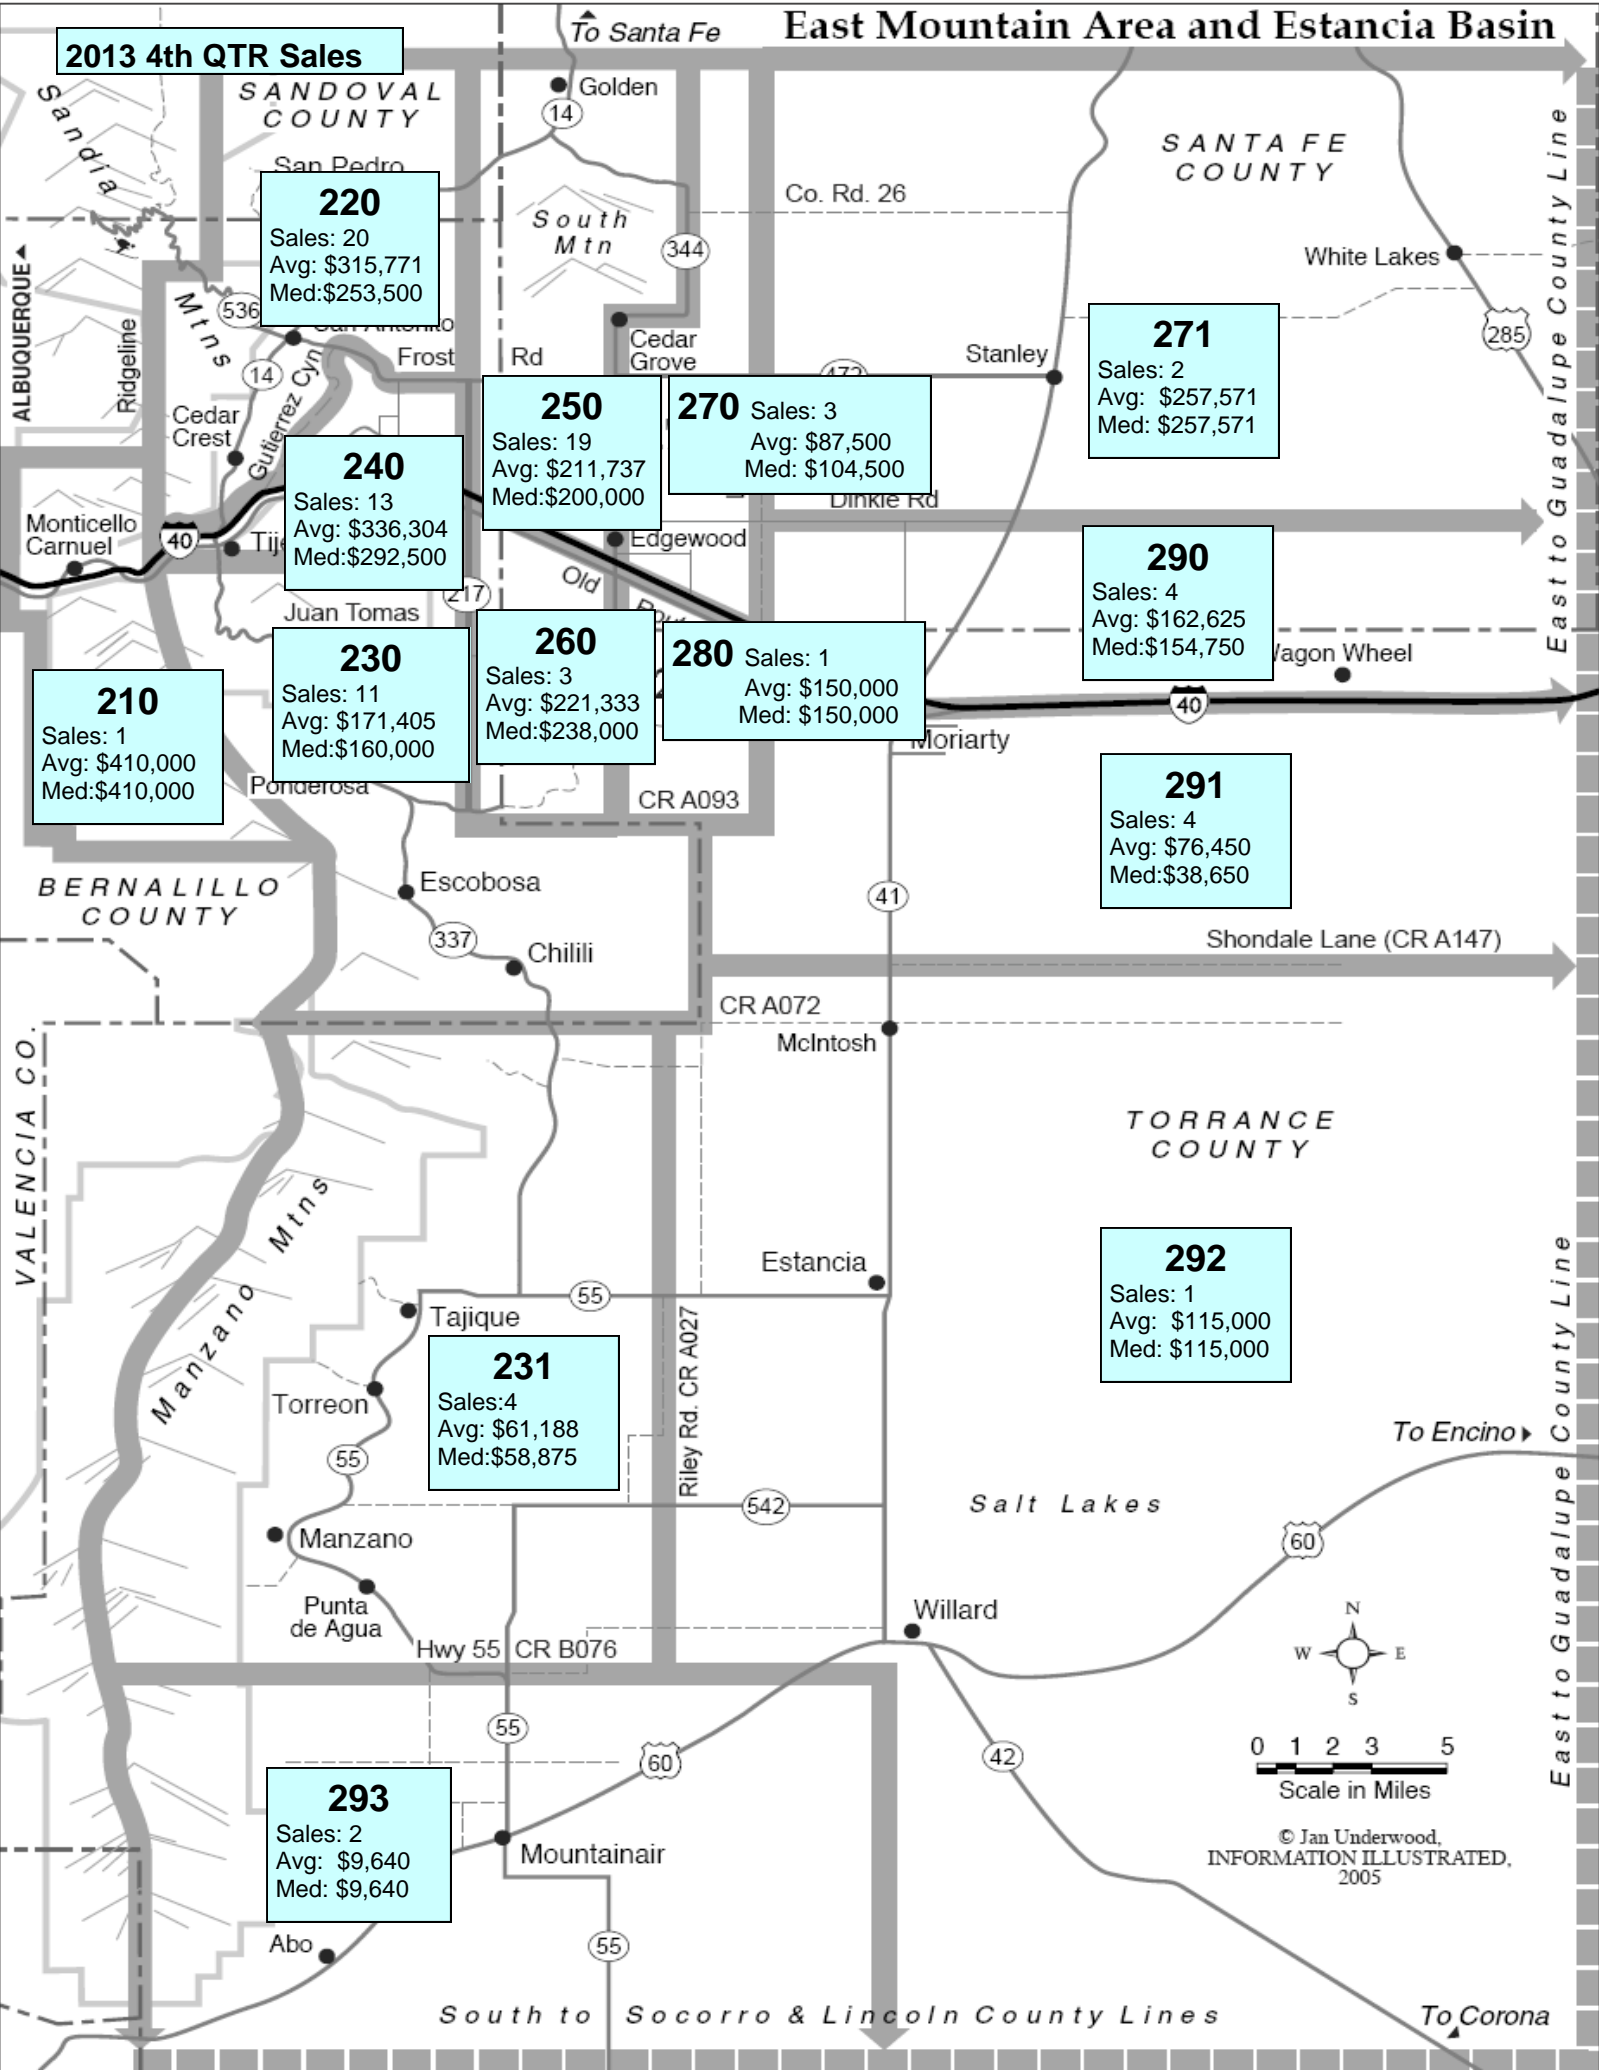 East Mountain Area and Estancia Basin
2013 4th QTR Sales
To Santa Fe
Golden
14
SANDOVAL
COUNTY
Sandia
Mtns
San Pedro
220
Sales: 20
Avg: $315,771
Med:$253,500
South
Mtn
344
Co. Rd. 26
SANTA FE
COUNTY
White Lakes
285
East to Guadalupe County Line
ALBUQUERQUE
Ridgeline
536
San Antonito
14
Gutierrez Cyn
Frost
Rd
Cedar
Grove
472
Stanley
271
Sales: 2
Avg: $257,571
Med: $257,571
Cedar
Crest
250
Sales: 19
Avg: $211,737
Med:$200,000
270 Sales: 3
Avg: $87,500
Med: $104,500
Dinkle Rd
240
Sales: 13
Avg: $336,304
Med:$292,500
Monticello
Carnuel
40
Edgewood
Old
217
Juan Tomas
290
Sales: 4
Avg: $162,625
Med:$154,750
Wagon Wheel
40
230
Sales: 11
Avg: $171,405
Med:$160,000
260
Sales: 3
Avg: $221,333
Med:$238,000
280 Sales: 1
Avg: $150,000
Med: $150,000
Moriarty
210
Sales: 1
Avg: $410,000
Med:$410,000
Ponderosa
CR A093
291
Sales: 4
Avg: $76,450
Med:$38,650
BERNALILLO
COUNTY
Escobosa
337
Chilili
41
Shondale Lane (CR A147)
CR A072
McIntosh
VALENCIA CO.
TORRANCE
COUNTY
Manzano Mtns
Estancia
55
Tajique
Riley Rd. CR A027
292
Sales: 1
Avg: $115,000
Med: $115,000
East to Guadalupe County Line
231
Sales:4
Avg: $61,188
Med:$58,875
Torreon
55
To Encino
Salt Lakes
542
60
Manzano
Punta
de Agua
Hwy 55
CR B076
Willard
N
W E
S
55
60
42
0 1 2 3 5
Scale in Miles
293
Sales: 2
Avg: $9,640
Med: $9,640
Mountainair
© Jan Underwood,
INFORMATION ILLUSTRATED,
2005
Abo
55
South to Socorro & Lincoln County Lines
To Corona